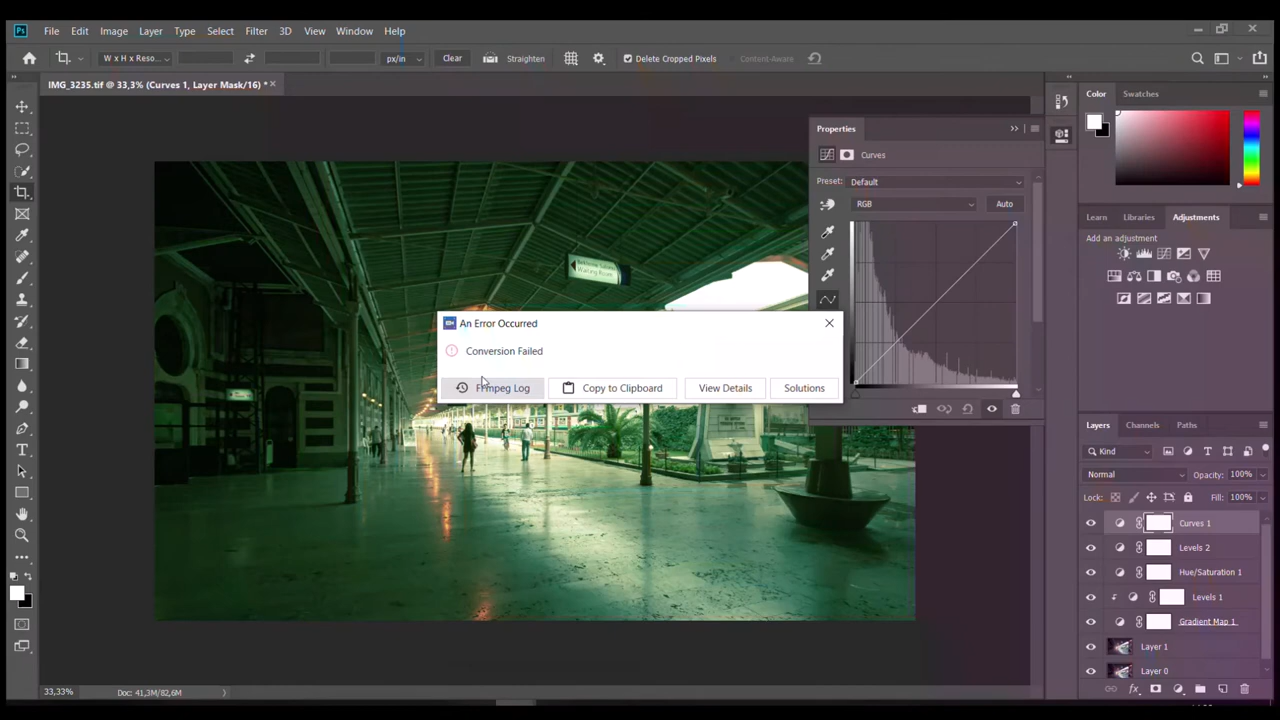 Ps File Edit Image Layer Type Select Filter 3D View Window Help
W x H x Reso... px/in Clear Straighten Delete Cropped Pixels Content-Aware
IMG_3235.tif @ 33,3% (Curves 1, Layer Mask/16) *
Properties
Curves
Preset: Default
RGB Auto
Color Swatches
Learn Libraries Adjustments
Add an adjustment
Waiting Room
An Error Occurred
Conversion Failed
FFmpeg Log Copy to Clipboard View Details Solutions
Layers Channels Paths
Kind
Normal Opacity: 100%
Lock: Fill: 100%
Curves 1
Levels 2
Hue/Saturation 1
Levels 1
Gradient Map 1
Layer 1
Layer 0
33,33% Doc: 41,3M/82,6M